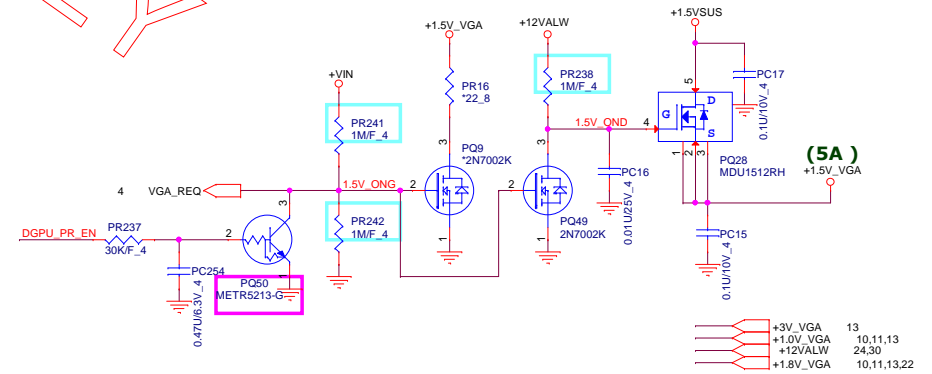 +1.5V_VGA
+12VALW
+1.5VSUS
+VIN
PR16
*22_8
PR238
1M/F_4
PC17
0.1U/10V_4
PR241
1M/F_4
1.5V_OND
4
5
G
D
S
3
PQ9
*2N7002K
3
1
2
3
PQ28
MDU1512RH
(5A )
+1.5V_VGA
4
VGA_REQ
1.5V_ONG
2
2
PC16
0.01U/25V_4
3
PR242
1M/F_4
1
PQ49
2N7002K
1
PC15
0.1U/10V_4
DGPU_PR_EN
PR237
30K/F_4
2
PC254
0.47U/6.3V_4
1
PQ50
METR5213-G
+3V_VGA 13
+1.0V_VGA 10,11,13
+12VALW 24,30
+1.8V_VGA 10,11,13,22